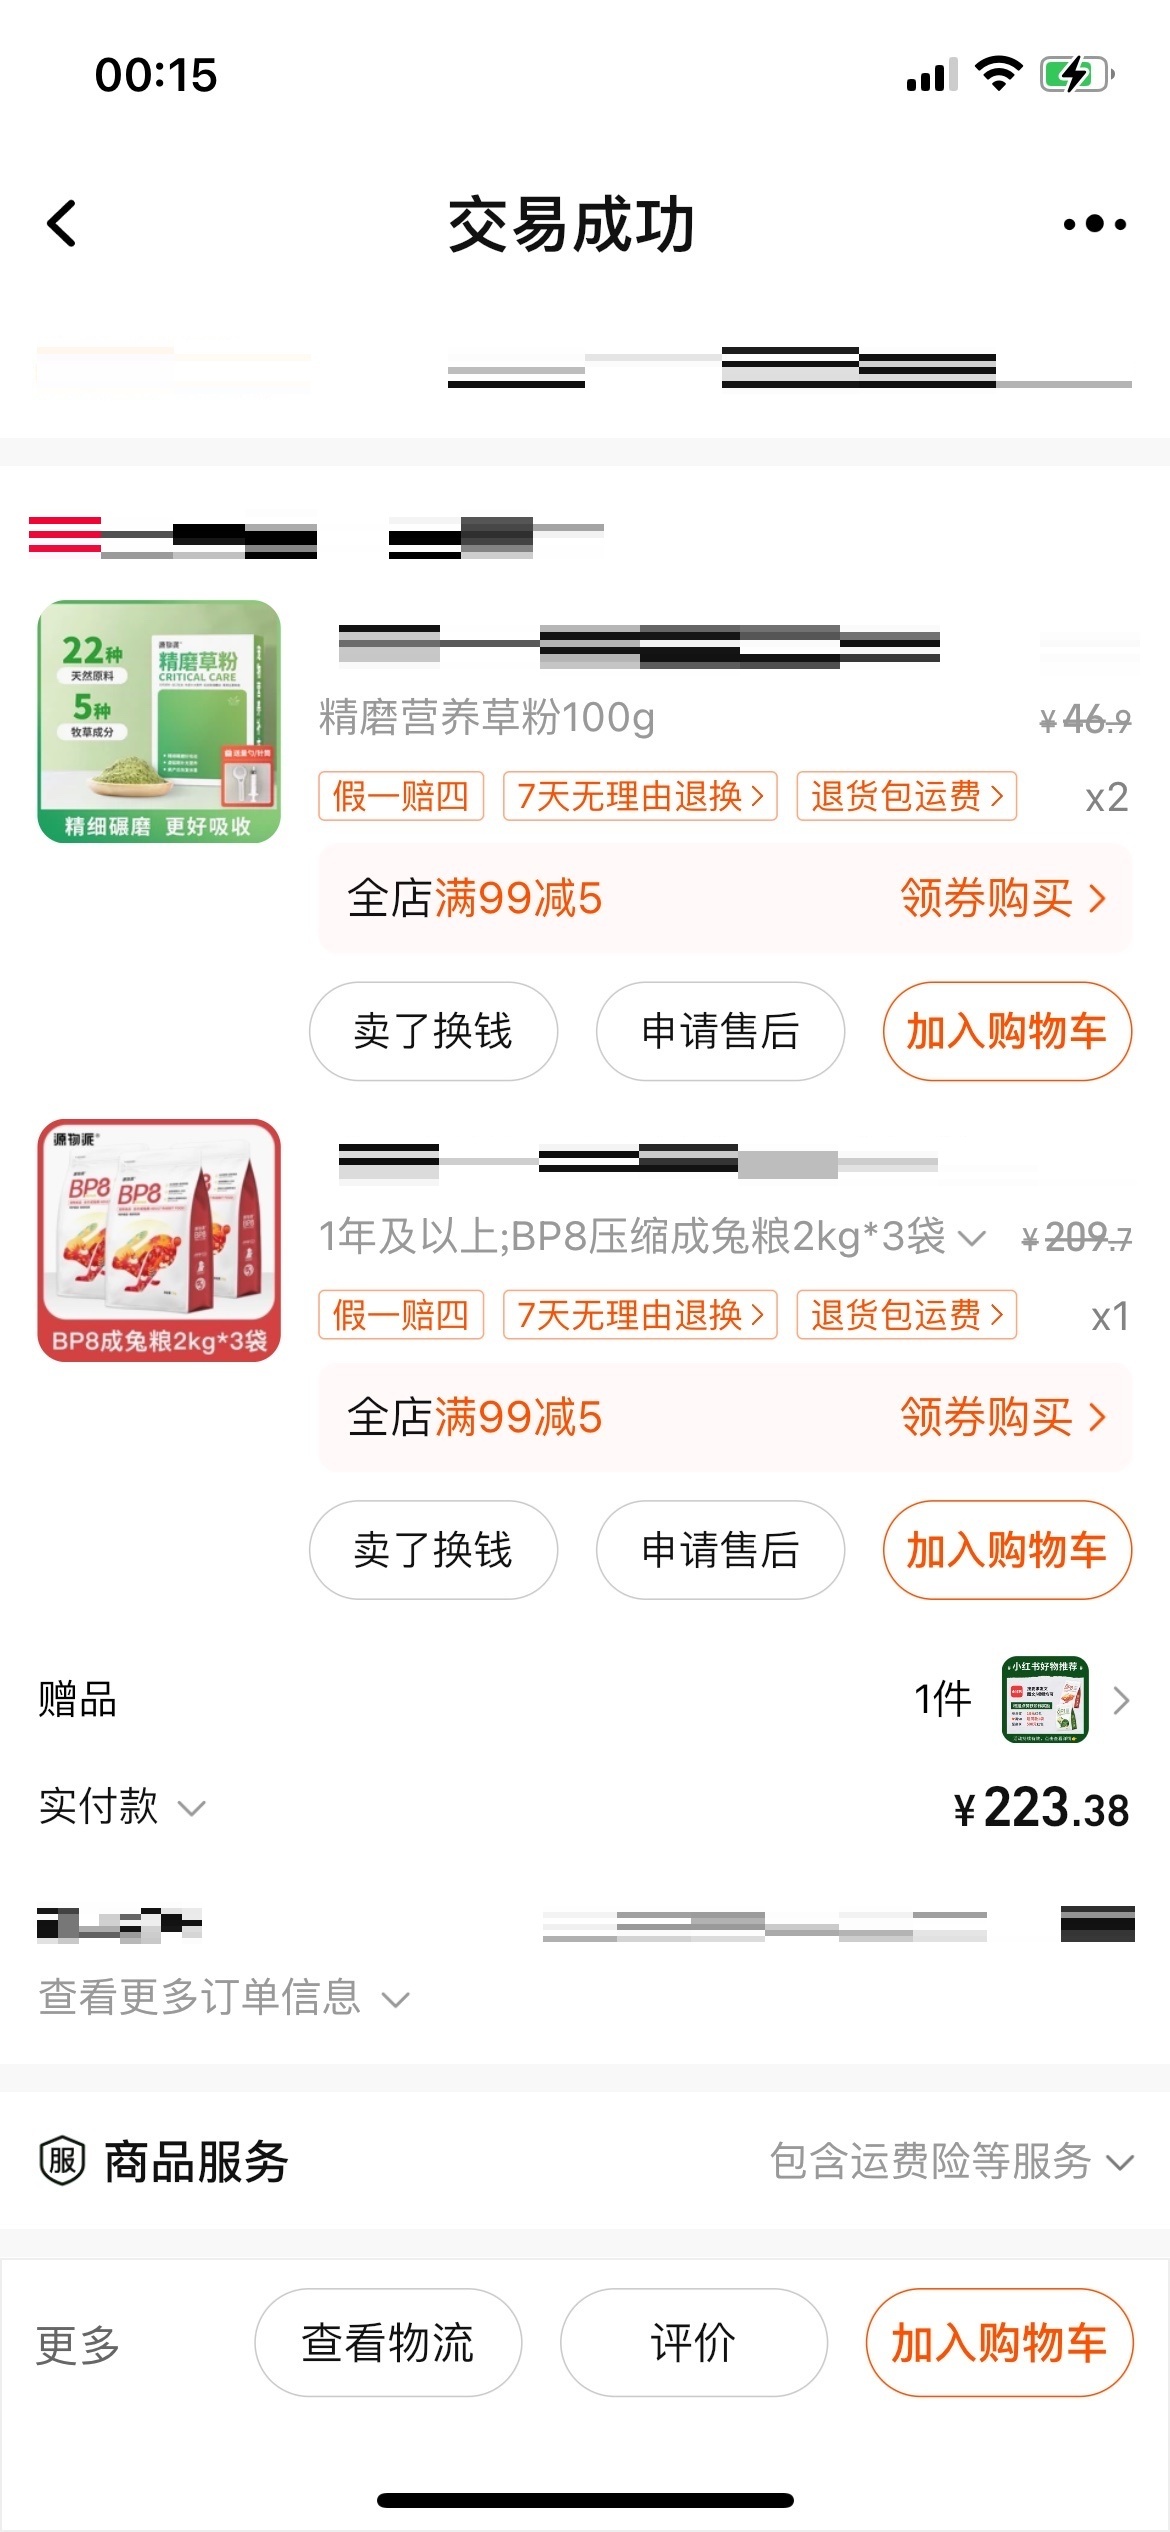 00:15
交易成功
22种
天然原料
5种
牧草成分
源物派
精磨草粉
CRITICAL CARE
精细碾磨 更好吸收
精磨营养草粉100g
¥46.9
假一赔四
7天无理由退换
退货包运费
x2
全店满99减5
领券购买
卖了换钱
申请售后
加入购物车
源物派
BP8
BP8
BP8成兔粮2kg*3袋
1年及以上;BP8压缩成兔粮2kg*3袋
¥209.7
假一赔四
7天无理由退换
退货包运费
x1
全店满99减5
领券购买
卖了换钱
申请售后
加入购物车
赠品
1件
小红书好物推荐
实付款
¥223.38
查看更多订单信息
服
商品服务
包含运费险等服务
更多
查看物流
评价
加入购物车